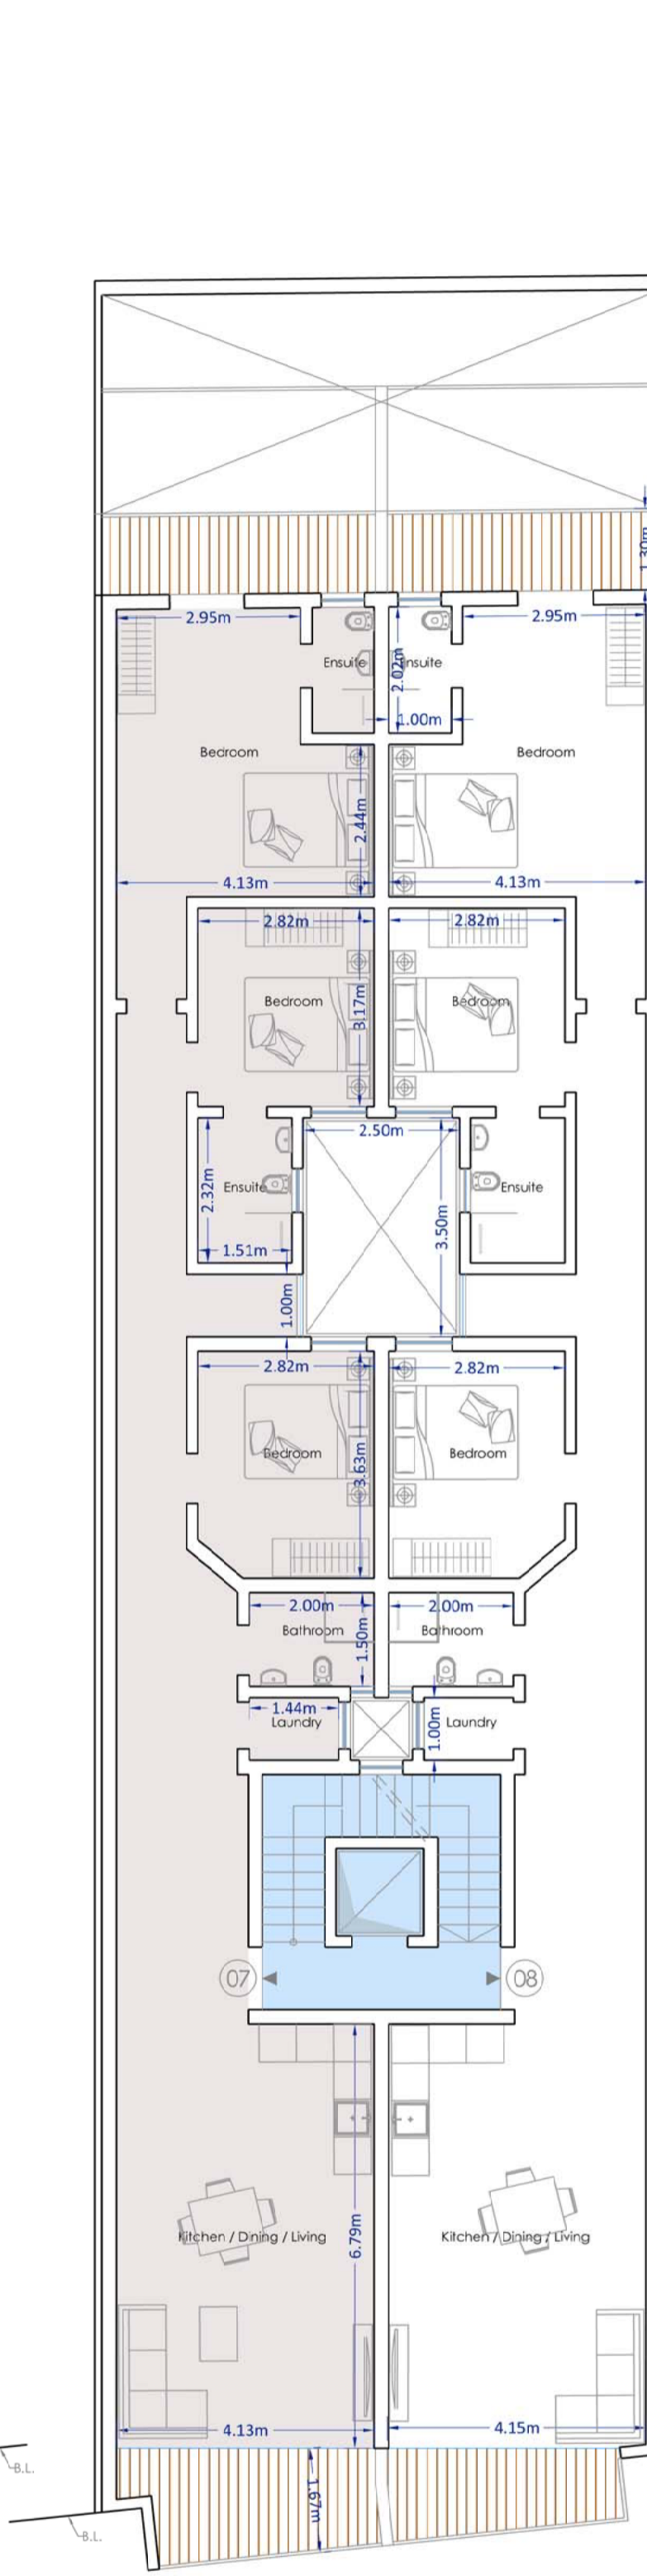 1.30m
2.95m
2.95m
Ensuite
Ensuite
2.02m
1.00m
Bedroom
Bedroom
2.44m
4.13m
4.13m
2.82m
2.82m
Bedroom
3.17m
Bedroom
2.50m
2.32m
Ensuite
3.50m
Ensuite
1.51m
1.00m
2.82m
2.82m
Bedroom
3.63m
Bedroom
2.00m
2.00m
Bathroom
1.50m
Bathroom
1.44m
Laundry
1.00m
Laundry
07
08
6.79m
Kitchen / Dining / Living
Kitchen / Dining / Living
4.13m
4.15m
B.L.
1.67m
B.L.